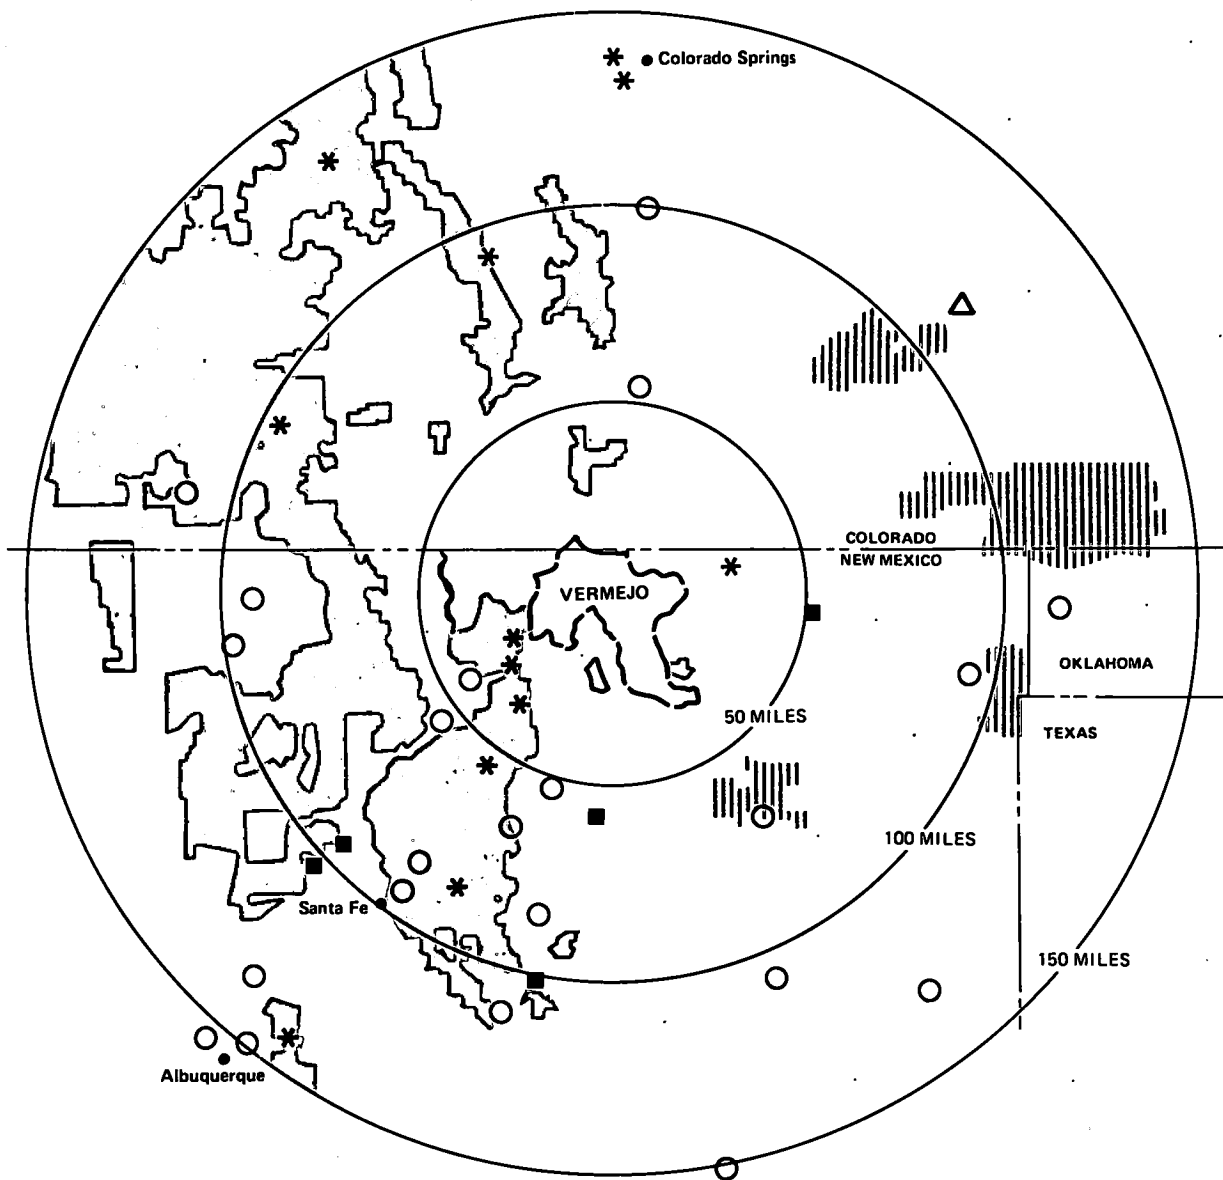 Colorado Springs
COLORADO
NEW MEXICO
VERMEJO
OKLAHOMA
50 MILES
TEXAS
100 MILES
Santa Fe
150 MILES
Albuquerque